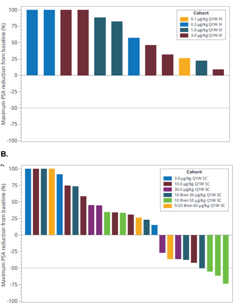 Maximum PSA reduction from baseline (%)
100
75
50
25
0
-25
-50
-75
-100
Cohort
0.1 µg/kg Q1W IV
0.3 µg/kg Q1W IV
1.0 µg/kg Q1W IV
3.0 µg/kg Q1W IV
B.
Maximum PSA reduction from baseline (%)
100
75
50
25
0
-25
-50
-75
-100
Cohort
3.0 µg/kg Q1W SC
10.0 µg/kg Q1W SC
30.0 µg/kg Q1W SC
10 then 30 µg/kg Q1W SC
10 then 55 µg/kg Q1W SC
5/20 then 60 µg/kg Q1W SC